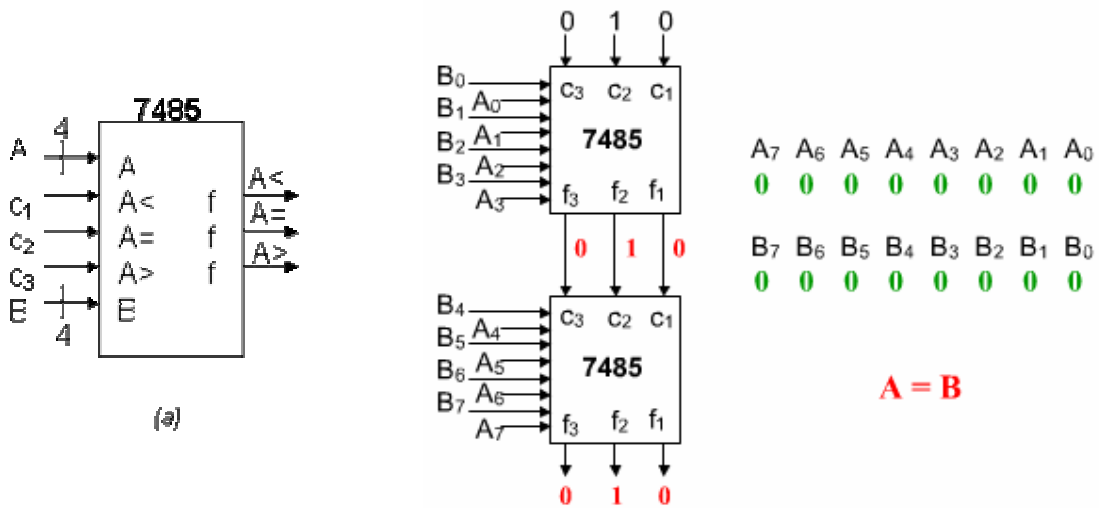 7485
4
A
A
c₁
A<
f
A<
c₂
A=
f
A=
c₃
A>
f
A>
B
B
4
(a)
0 1 0
c₃ c₂ c₁
7485
f₃ f₂ f₁
B₀
A₀
B₁
A₁
B₂
A₂
B₃
A₃
0 1 0
c₃ c₂ c₁
7485
f₃ f₂ f₁
B₄
A₄
B₅
A₅
B₆
A₆
B₇
A₇
0 1 0
A₇ A₆ A₅ A₄ A₃ A₂ A₁ A₀
0 0 0 0 0 0 0 0
B₇ B₆ B₅ B₄ B₃ B₂ B₁ B₀
0 0 0 0 0 0 0 0
A = B